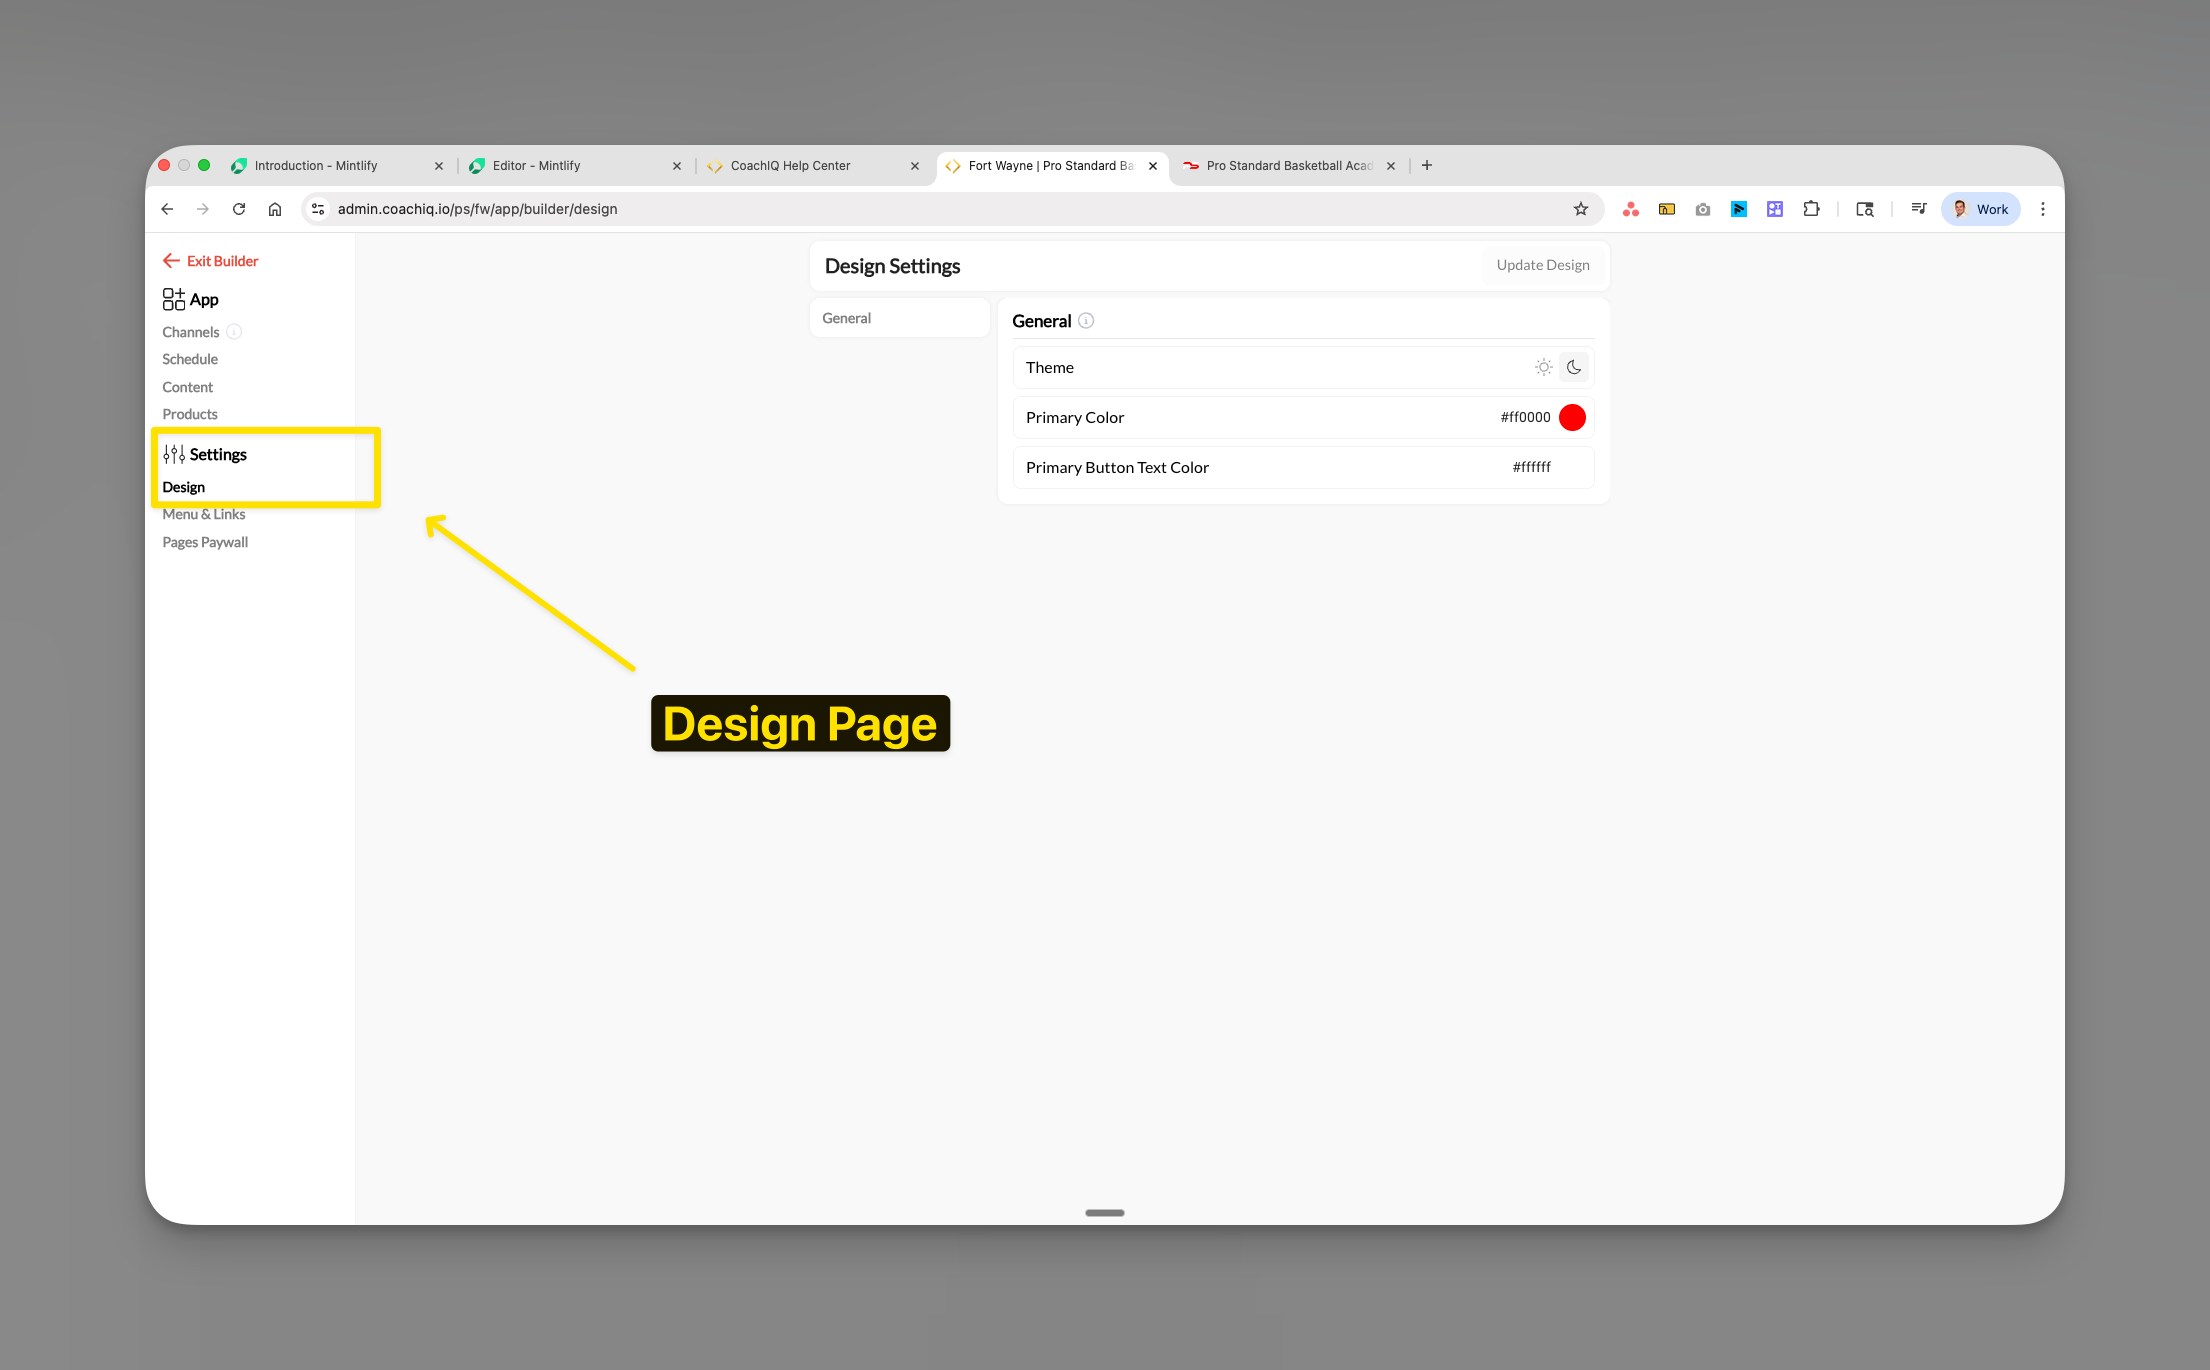 Introduction - Mintlify
Editor - Mintlify
CoachIQ Help Center
Fort Wayne | Pro Standard Ba
Pro Standard Basketball Acad
admin.coachiq.io/ps/fw/app/builder/design
Work
Exit Builder
App
Channels
Schedule
Content
Products
Settings
Design
Menu & Links
Pages Paywall
Design Settings
Update Design
General
General
Theme
Primary Color
#ff0000
Primary Button Text Color
#ffffff
Design Page